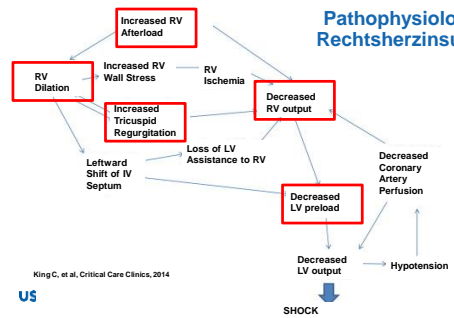 Pathophysiolo
Rechtsherzinsu
Increased RV
Afterload
Increased RV
Wall Stress
RV
Ischemia
RV
Dilation
Decreased
RV output
Increased
Tricuspid
Regurgitation
Loss of LV
Assistance to RV
Leftward
Shift of IV
Septum
Decreased
Coronary
Artery
Perfusion
Decreased
LV preload
Decreased
LV output
Hypotension
King C, et al, Critical Care Clinics, 2014
US
SHOCK